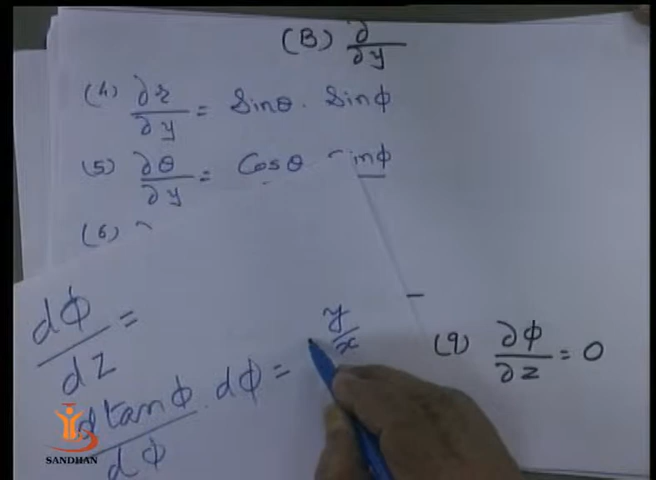 (B) ∂/∂y
(4) ∂r/∂y = Sinθ . Sinϕ
(5) ∂θ/∂y = Cosθ inϕ
(6)
dϕ/dz =
d tanϕ/dϕ . dϕ = y/x
(9) ∂ϕ/∂z = 0
SANDHAN